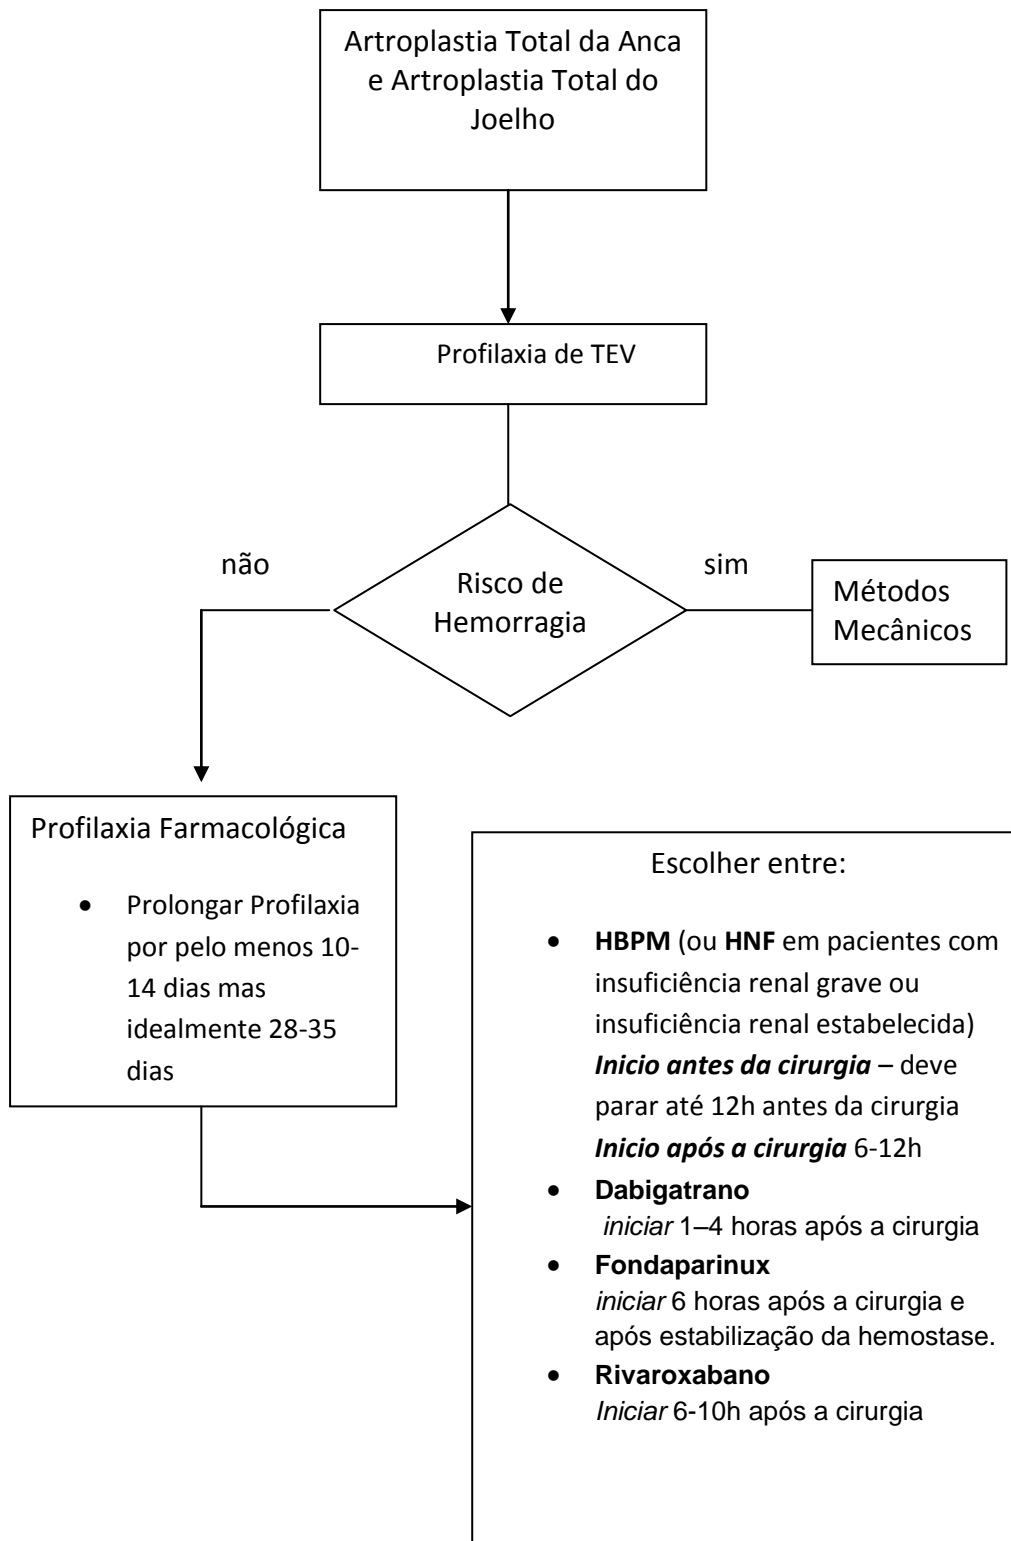 Artroplastia Total da Anca
e Artroplastia Total do
Joelho
Profilaxia de TEV
não
sim
Risco de
Hemorragia
Métodos
Mecânicos
Profilaxia Farmacológica
• Prolongar Profilaxia
por pelo menos 10-
14 dias mas
idealmente 28-35
dias
Escolher entre:
• HBPM (ou HNF em pacientes com
insuficiência renal grave ou
insuficiência renal estabelecida)
Inicio antes da cirurgia – deve
parar até 12h antes da cirurgia
Inicio após a cirurgia 6-12h
• Dabigatrano
iniciar 1–4 horas após a cirurgia
• Fondaparinux
iniciar 6 horas após a cirurgia e
após estabilização da hemostase.
• Rivaroxabano
Iniciar 6-10h após a cirurgia